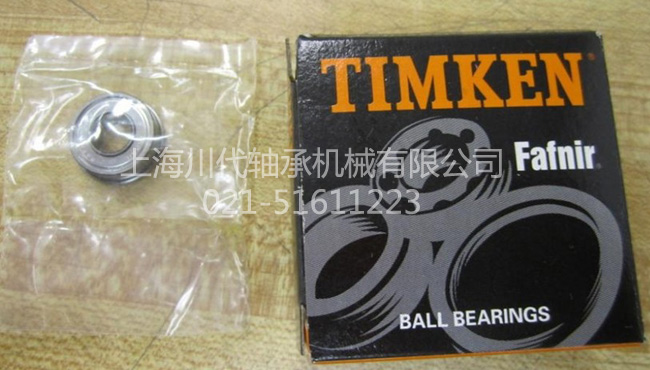 TIMKEN®
Fafnir®
上海川代轴承机械有限公司
021-51611223
BALL BEARINGS